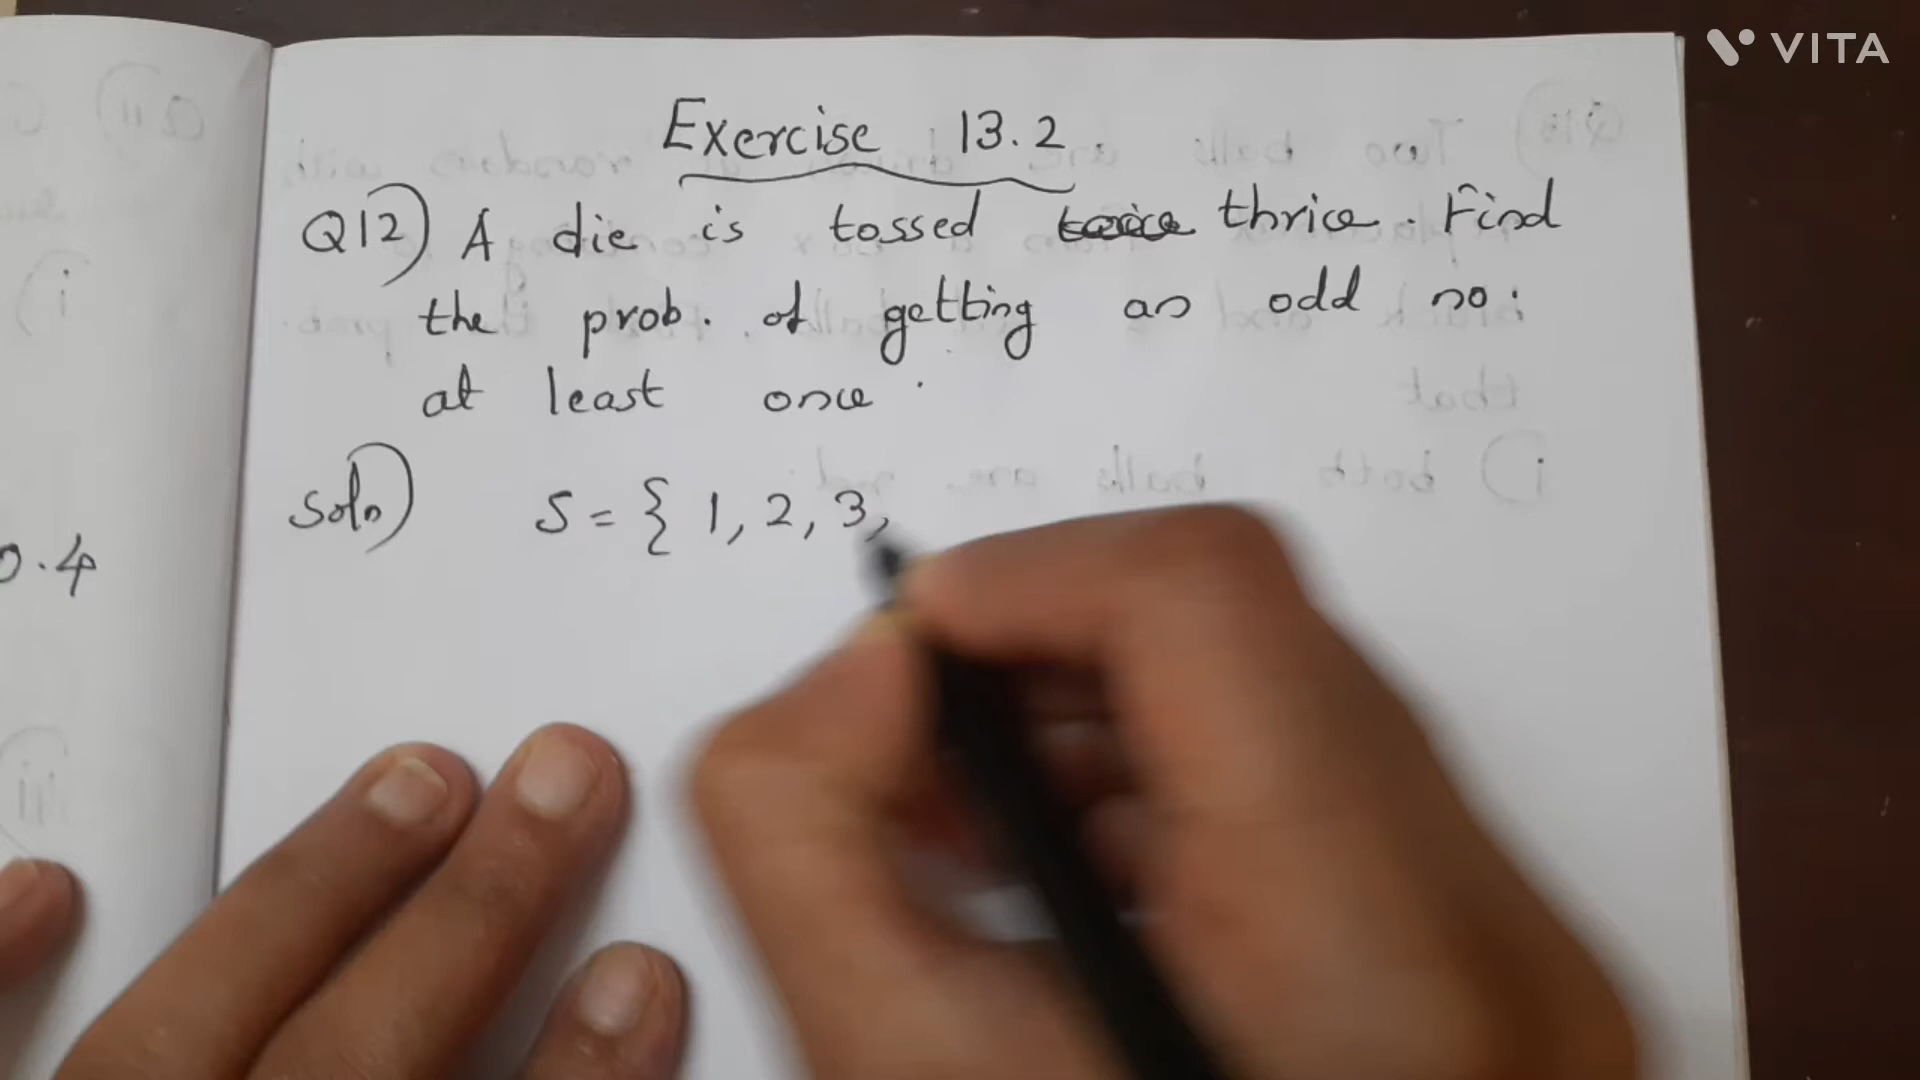 VITA
Exercise 13.2.
Q12) A die is tossed twice thrice. Find
the prob. of getting an odd no.
at least once.
Soln) S = { 1, 2, 3,
0.4
ii)